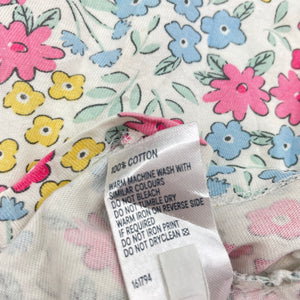 100% COTTON
WARM MACHINE WASH WITH
SIMILAR COLOURS
DO NOT BLEACH
DO NOT TUMBLE DRY
WARM IRON ON REVERSE SIDE
IF REQUIRED
DO NOT IRON PRINT
DO NOT DRYCLEAN
161794